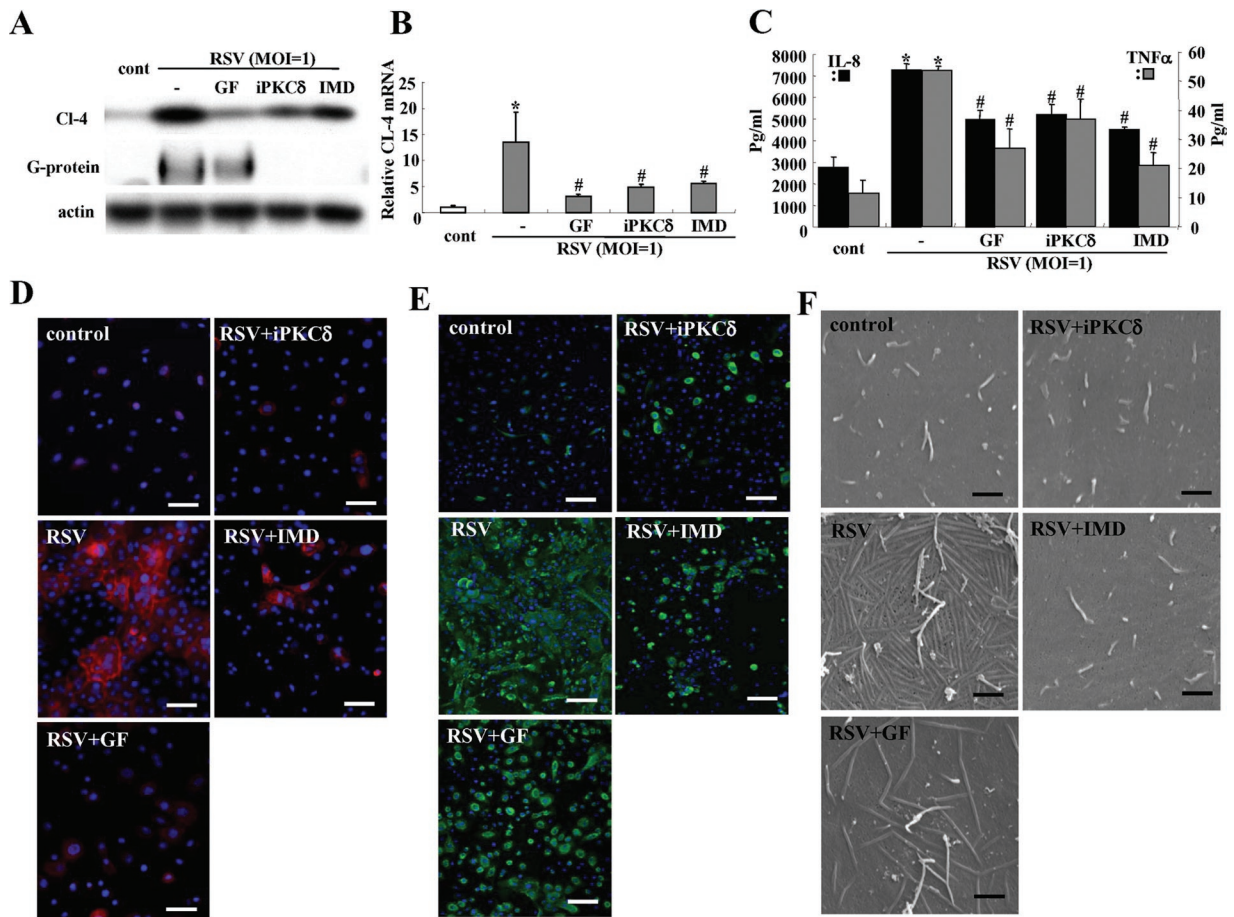 A
RSV (MOI=1)
cont
- GF iPKCδ IMD
Cl-4
G-protein
actin
B
Relative CL-4 mRNA
25
20
15
10
5
0
*
#
#
#
cont - GF iPKCδ IMD
RSV (MOI=1)
C
Pg/ml
8000
7000
6000
5000
4000
3000
2000
1000
0
IL-8
:
* *
# #
# #
# #
TNFα
:
60
50
40
30
20
10
0
Pg/ml
cont - GF iPKCδ IMD
RSV (MOI=1)
D
control
RSV+iPKCδ
RSV
RSV+IMD
RSV+GF
E
control
RSV+iPKCδ
RSV
RSV+IMD
RSV+GF
F
control
RSV+iPKCδ
RSV
RSV+IMD
RSV+GF